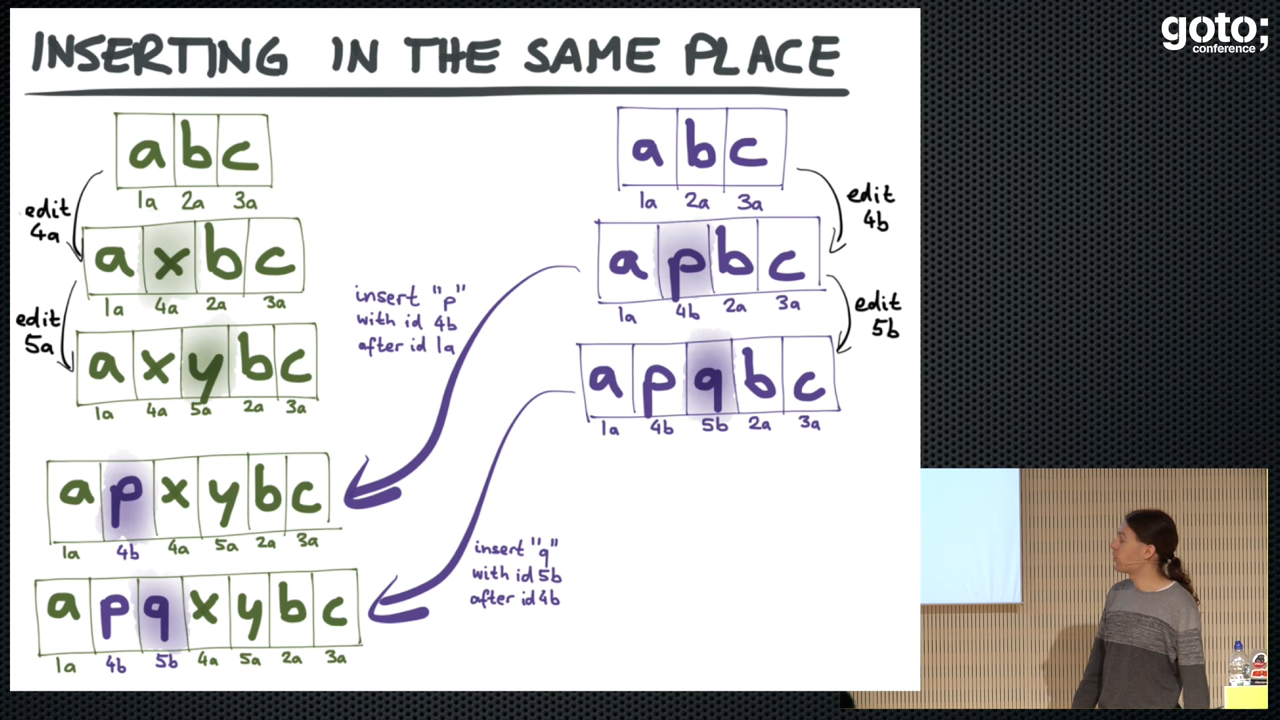 INSERTING IN THE SAME PLACE
goto;
conference
a b c
1a 2a 3a
edit
4a
a x b c
1a 4a 2a 3a
edit
5a
a x y b c
1a 4a 5a 2a 3a
a p x y b c
1a 4b 4a 5a 2a 3a
a p q x y b c
1a 4b 5b 4a 5a 2a 3a
insert "p"
with id 4b
after id 1a
insert "q"
with id 5b
after id 4b
a b c
1a 2a 3a
edit
4b
a p b c
1a 4b 2a 3a
edit
5b
a p q b c
1a 4b 5b 2a 3a